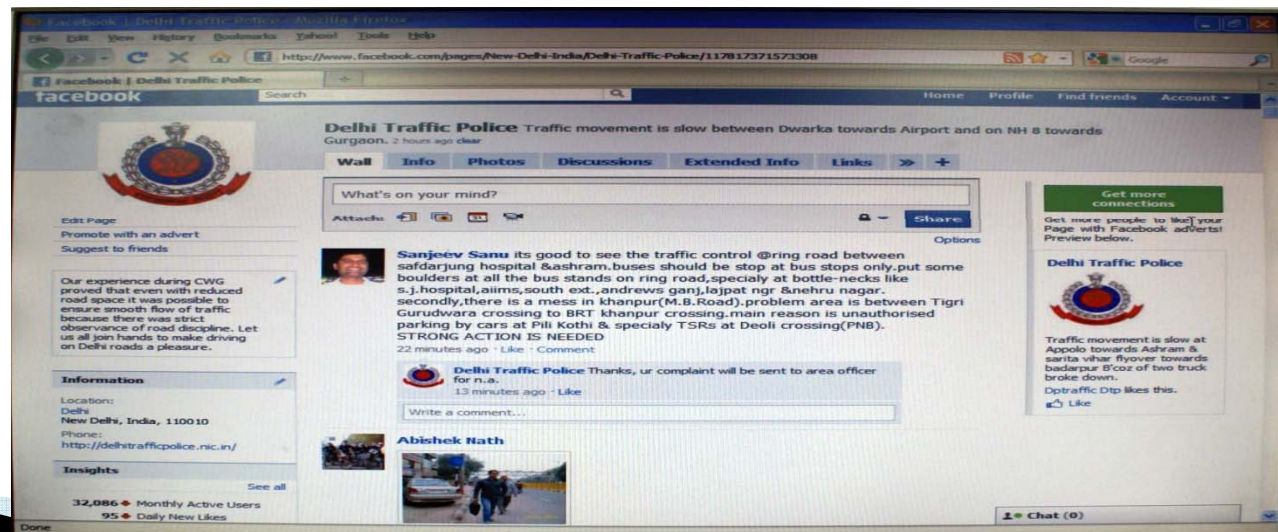 Facebook | Delhi Traffic Police - Mozilla Firefox
File Edit View History Bookmarks Yahoo! Tools Help
http://www.facebook.com/pages/New-Delhi-India/Delhi-Traffic-Police/117817371573308
Google
Facebook | Delhi Traffic Police
facebook
Search
Home Profile Find friends Account
Delhi Traffic Police Traffic movement is slow between Dwarka towards Airport and on NH 8 towards
Gurgaon. 2 hours ago clear
Wall Info Photos Discussions Extended Info Links » +
What's on your mind?
Attach:
31
Share
Options
Edit Page
Promote with an advert
Suggest to friends
Our experience during CWG
proved that even with reduced
road space it was possible to
ensure smooth flow of traffic
because there was strict
observance of road discipline. Let
us all join hands to make driving
on Delhi roads a pleasure.
Information
Location:
Delhi
New Delhi, India, 110010
Phone:
http://delhitrafficpolice.nic.in/
Insights
See all
32,086 Monthly Active Users
95 Daily New Likes
Sanjeev Sanu its good to see the traffic control @ring road between
safdarjung hospital &ashram.buses should be stop at bus stops only.put some
boulders at all the bus stands on ring road,specialy at bottle-necks like
s.j.hospital,aiims,south ext.,andrews ganj,lajpat ngr &nehru nagar.
secondly,there is a mess in khanpur(M.B.Road).problem area is between Tigri
Gurudwara crossing to BRT khanpur crossing.main reason is unauthorised
parking by cars at Pili Kothi & specialy TSRs at Deoli crossing(PNB).
STRONG ACTION IS NEEDED
22 minutes ago · Like · Comment
Delhi Traffic Police Thanks, ur complaint will be sent to area officer
for n.a.
13 minutes ago · Like
Write a comment...
Abishek Nath
Get more
connections
Get more people to like your
Page with Facebook adverts!
Preview below.
Delhi Traffic Police
Traffic movement is slow at
Appolo towards Ashram &
sarita vihar flyover towards
badarpur B'coz of two truck
broke down.
Dptraffic Dtp likes this.
Like
Chat (0)
Done